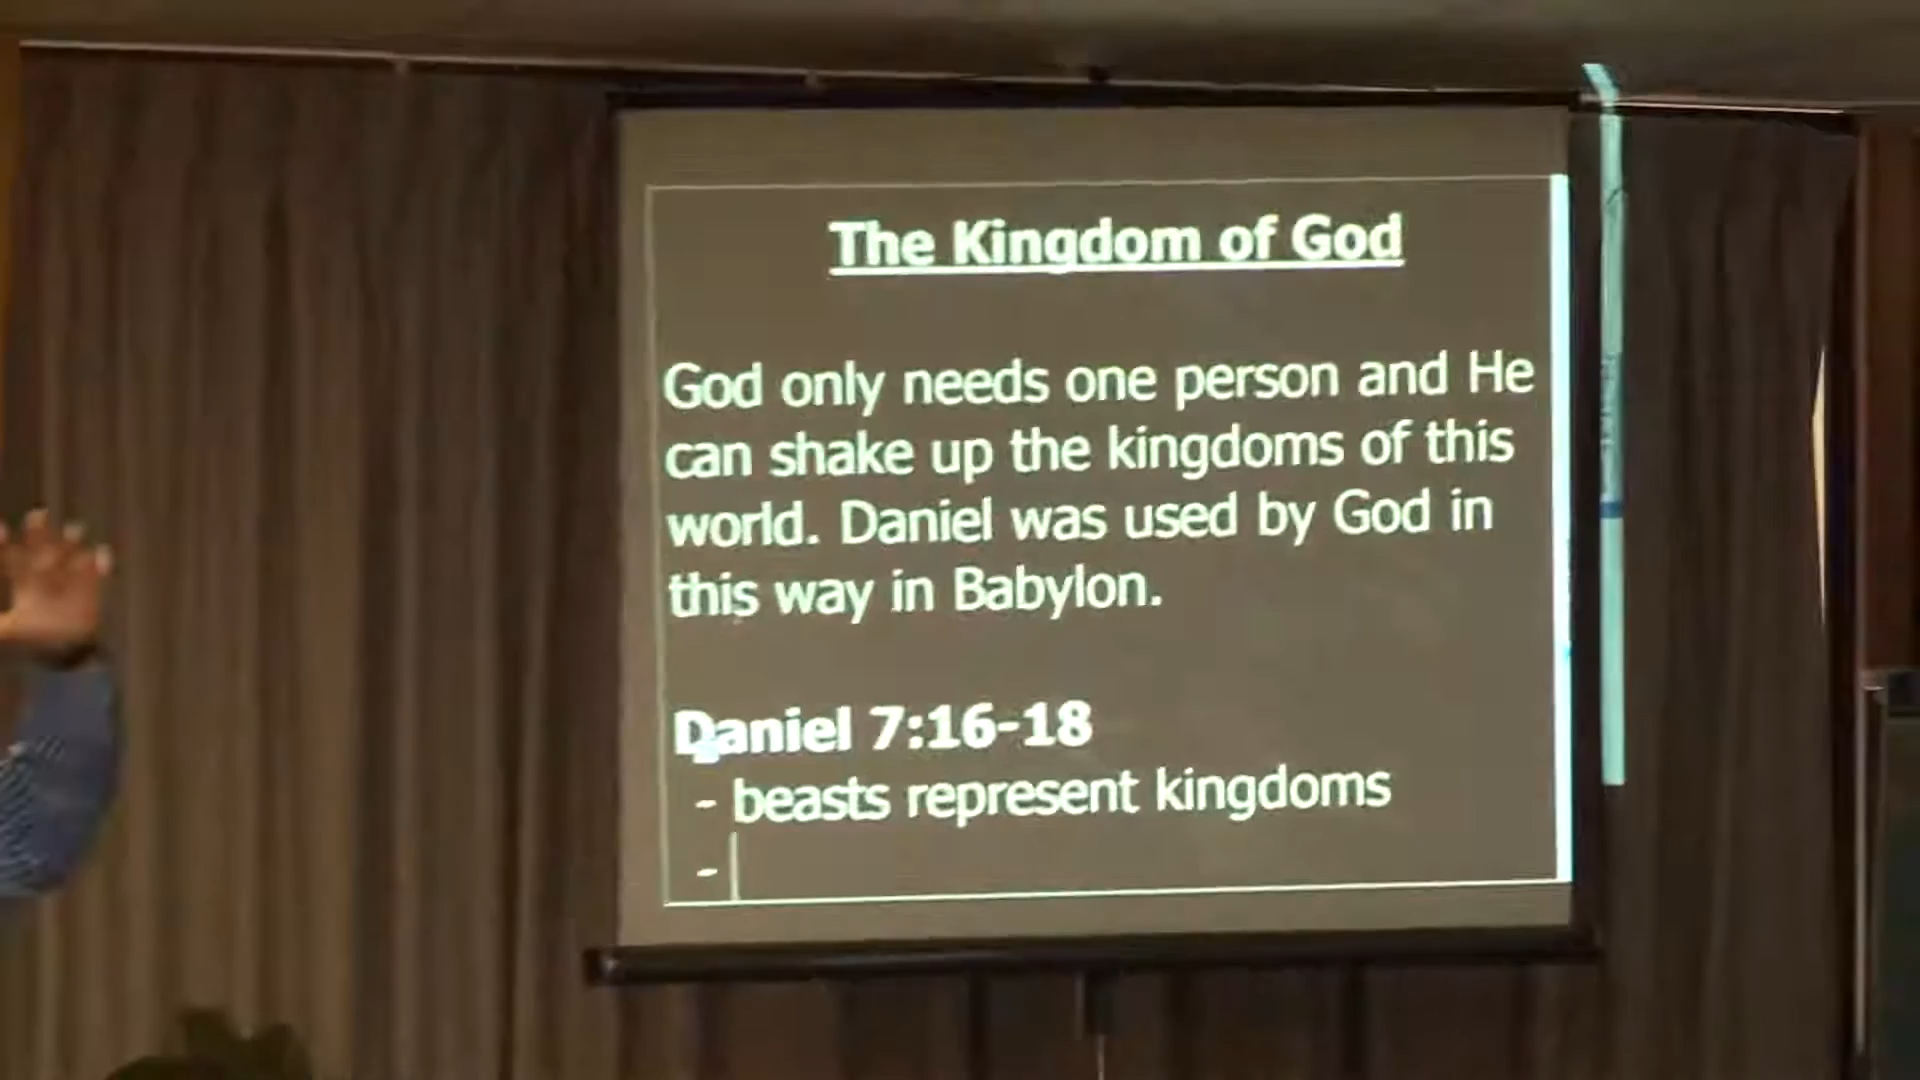 The Kingdom of God
God only needs one person and He
can shake up the kingdoms of this
world. Daniel was used by God in
this way in Babylon.
Daniel 7:16-18
- beasts represent kingdoms
-